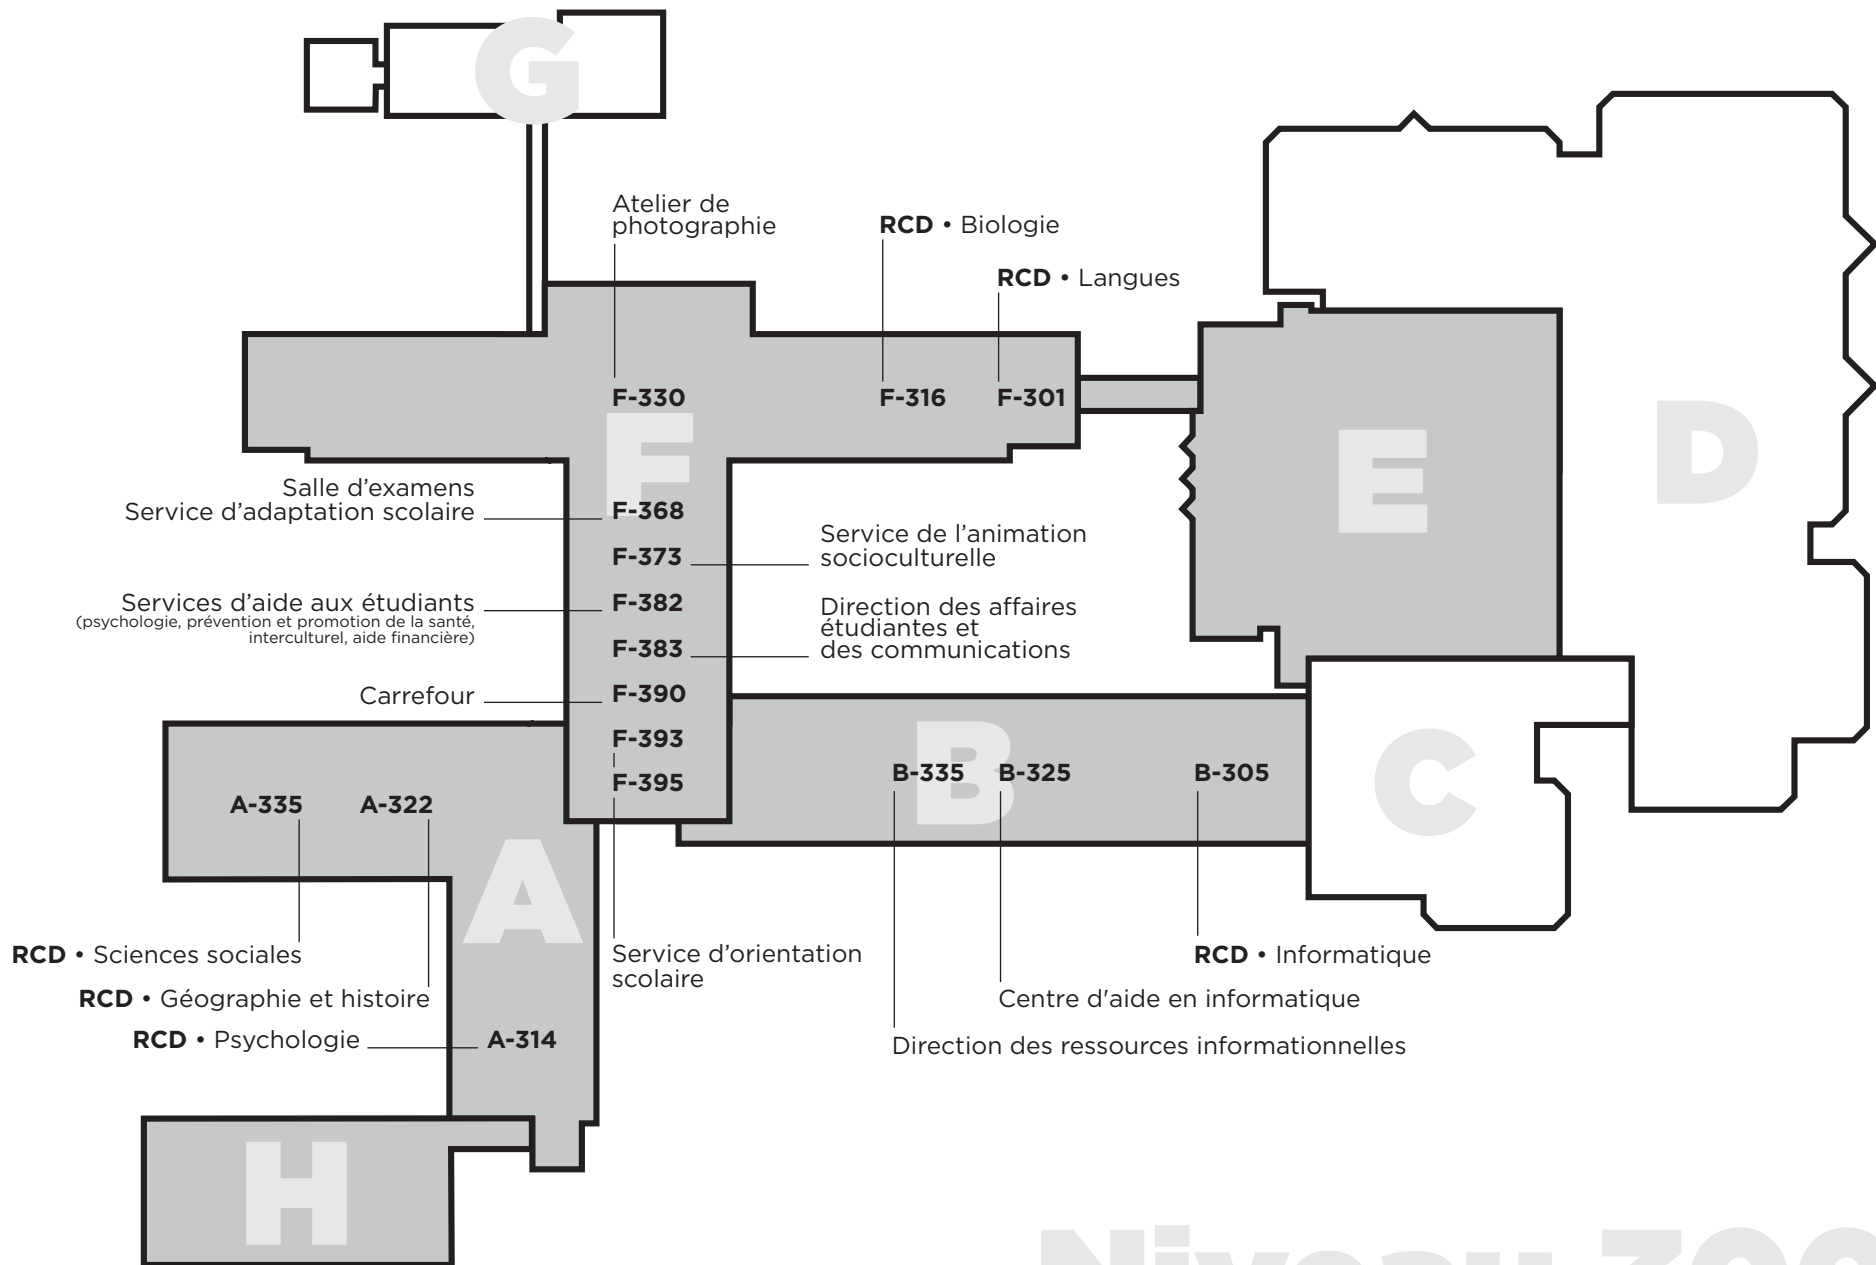 G
Atelier de
photographie
RCD • Biologie
RCD • Langues
F-330
F-316
F-301
F
E
D
Salle d'examens
Service d'adaptation scolaire
F-368
F-373
Service de l'animation
socioculturelle
Services d'aide aux étudiants
(psychologie, prévention et promotion de la santé,
interculturel, aide financière)
F-382
Direction des affaires
étudiantes et
des communications
F-383
Carrefour
F-390
F-393
F-395
B
B-335
B-325
B-305
C
A-335
A-322
A
RCD • Sciences sociales
Service d'orientation
scolaire
RCD • Informatique
RCD • Géographie et histoire
Centre d'aide en informatique
RCD • Psychologie
A-314
Direction des ressources informationnelles
H
Niveau 300